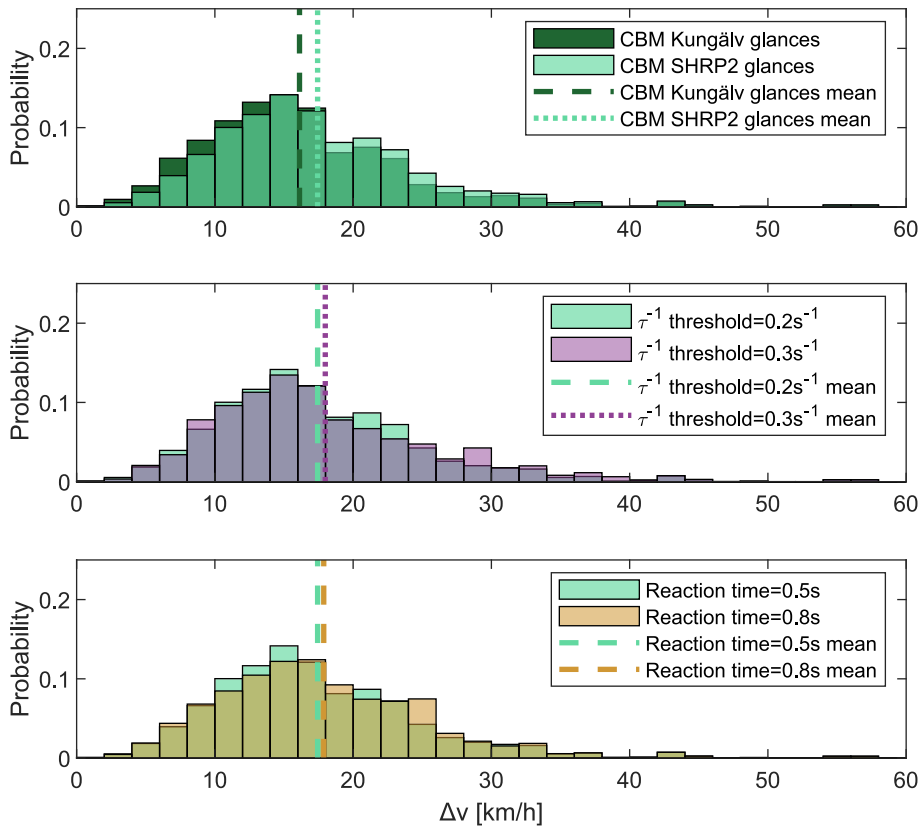 0.2
0.1
0
Probability
0 10 20 30 40 50 60
CBM Kungälv glances
CBM SHRP2 glances
CBM Kungälv glances mean
CBM SHRP2 glances mean
0.2
0.1
0
Probability
0 10 20 30 40 50 60
τ⁻¹ threshold=0.2s⁻¹
τ⁻¹ threshold=0.3s⁻¹
τ⁻¹ threshold=0.2s⁻¹ mean
τ⁻¹ threshold=0.3s⁻¹ mean
0.2
0.1
0
Probability
0 10 20 30 40 50 60
Reaction time=0.5s
Reaction time=0.8s
Reaction time=0.5s mean
Reaction time=0.8s mean
Δv [km/h]